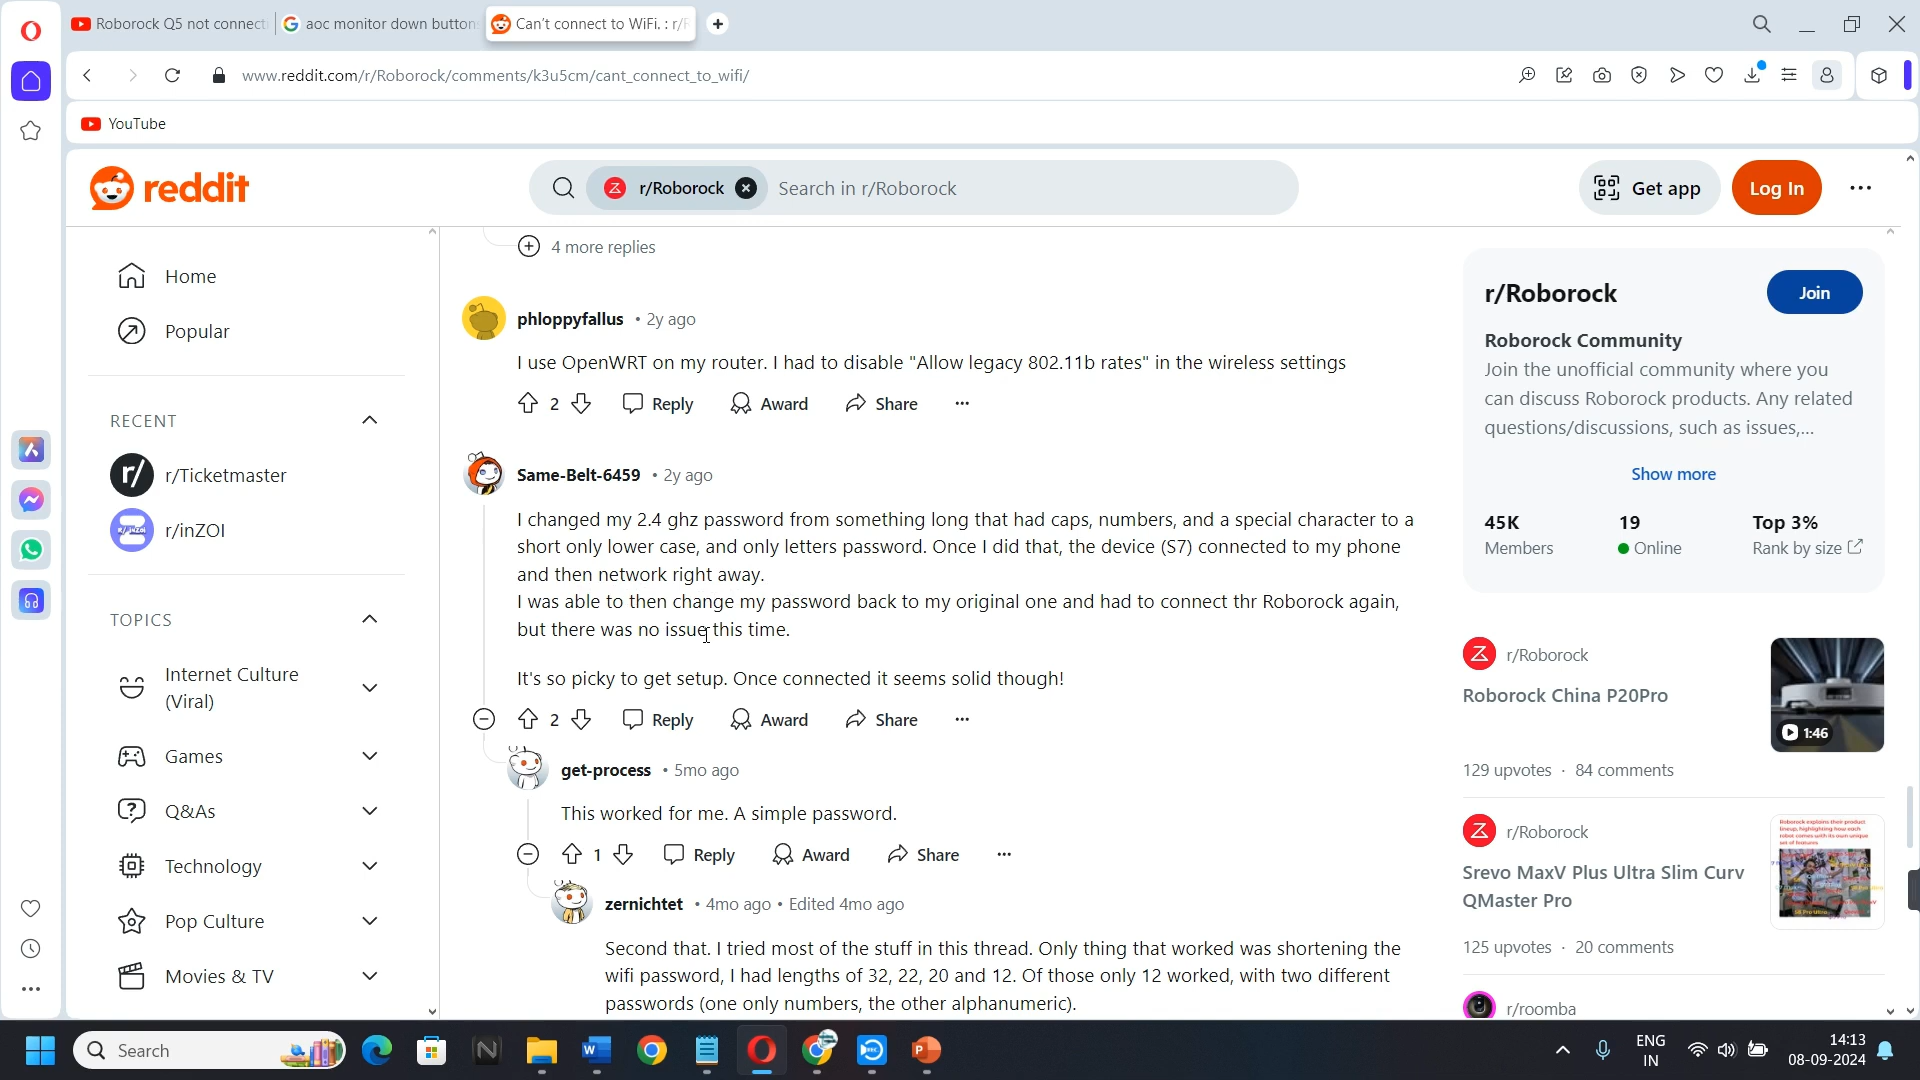 Roborock Q5 not connect
aoc monitor down button
Can't connect to WiFi. : r/R
www.reddit.com/r/Roborock/comments/k3u5cm/cant_connect_to_wifi/
YouTube
reddit
r/Roborock
Search in r/Roborock
Get app
Log In
Home
Popular
RECENT
r/Ticketmaster
r/inZOI
TOPICS
Internet Culture
(Viral)
Games
Q&As
Technology
Pop Culture
Movies & TV
4 more replies
phloppyfallus • 2y ago
I use OpenWRT on my router. I had to disable "Allow legacy 802.11b rates" in the wireless settings
2 Reply Award Share
Same-Belt-6459 • 2y ago
I changed my 2.4 ghz password from something long that had caps, numbers, and a special character to a
short only lower case, and only letters password. Once I did that, the device (S7) connected to my phone
and then network right away.
I was able to then change my password back to my original one and had to connect thr Roborock again,
but there was no issue this time.
It's so picky to get setup. Once connected it seems solid though!
2 Reply Award Share
get-process • 5mo ago
This worked for me. A simple password.
1 Reply Award Share
zernichtet • 4mo ago • Edited 4mo ago
Second that. I tried most of the stuff in this thread. Only thing that worked was shortening the
wifi password, I had lengths of 32, 22, 20 and 12. Of those only 12 worked, with two different
passwords (one only numbers, the other alphanumeric).
r/Roborock
Join
Roborock Community
Join the unofficial community where you
can discuss Roborock products. Any related
questions/discussions, such as issues,...
Show more
45K 19 Top 3%
Members Online Rank by size
r/Roborock
Roborock China P20Pro
1:46
129 upvotes · 84 comments
r/Roborock
Srevo MaxV Plus Ultra Slim Curv
QMaster Pro
125 upvotes · 20 comments
r/roomba
Search
ENG
IN
14:13
08-09-2024